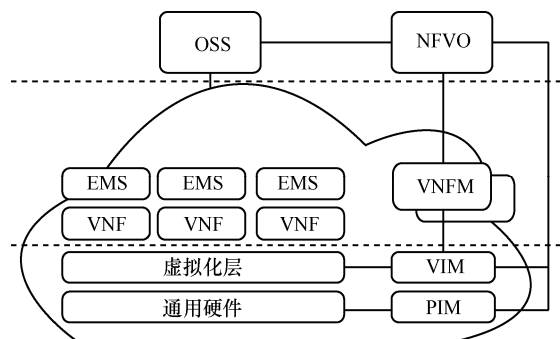 OSS NFVO
EMS EMS EMS VNFM
VNF VNF VNF
虚拟化层 VIM
通用硬件 PIM